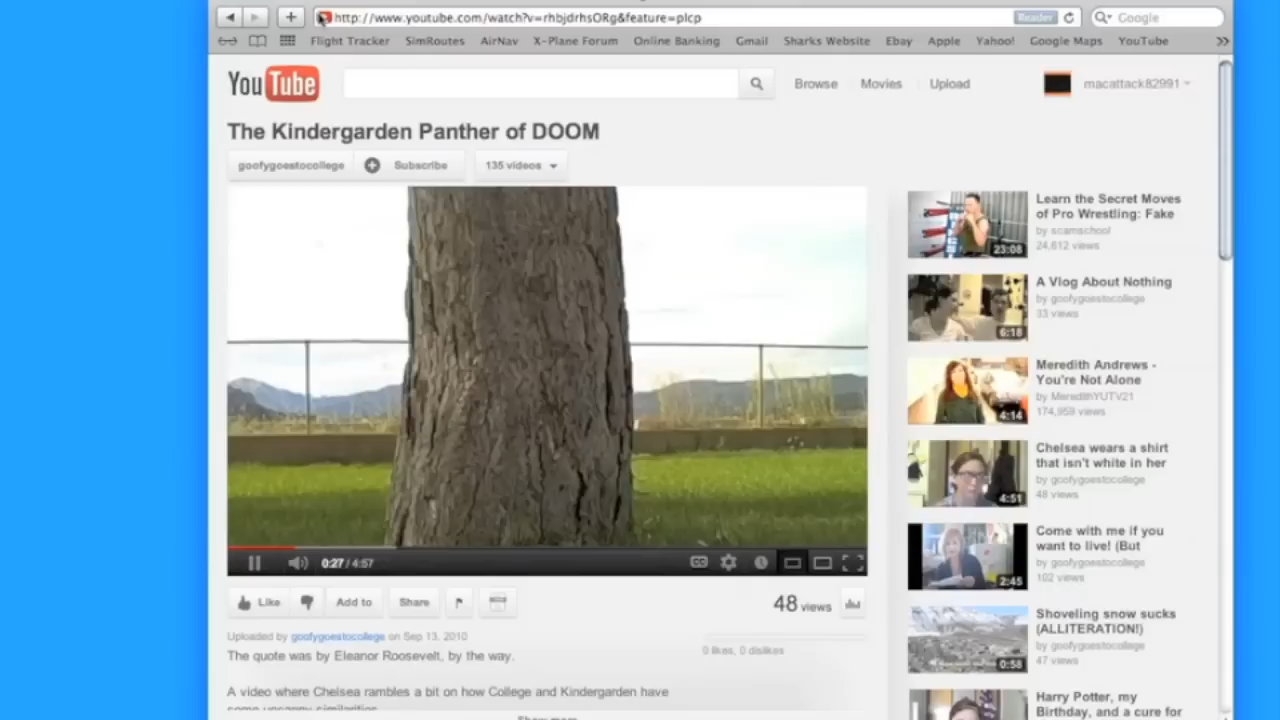 http://www.youtube.com/watch?v=rhbjdrhsORg&feature=plcp
Reader
Google
Flight Tracker SimRoutes AirNav X-Plane Forum Online Banking Gmail Sharks Website Ebay Apple Yahoo! Google Maps YouTube
YouTube
Browse Movies Upload macattack82991
The Kindergarden Panther of DOOM
goofygoestocollege Subscribe 135 videos
Learn the Secret Moves
of Pro Wrestling: Fake
by scamschool
24,612 views
23:08
A Vlog About Nothing
by goofygoestocollege
33 views
6:18
Meredith Andrews -
You're Not Alone
by MeredithYUTV21
174,959 views
4:14
Chelsea wears a shirt
that isn't white in her
by goofygoestocollege
48 views
4:51
Come with me if you
want to live! (But
by goofygoestocollege
102 views
2:45
Shoveling snow sucks
(ALLITERATION!)
by goofygoestocollege
47 views
0:58
Harry Potter, my
Birthday, and a cure for
0:27 / 4:57
CC
Like Add to Share
48 views
Uploaded by goofygoestocollege on Sep 13, 2010
0 likes, 0 dislikes
The quote was by Eleanor Roosevelt, by the way.
A video where Chelsea rambles a bit on how College and Kindergarden have
some uncanny similarities
Show more